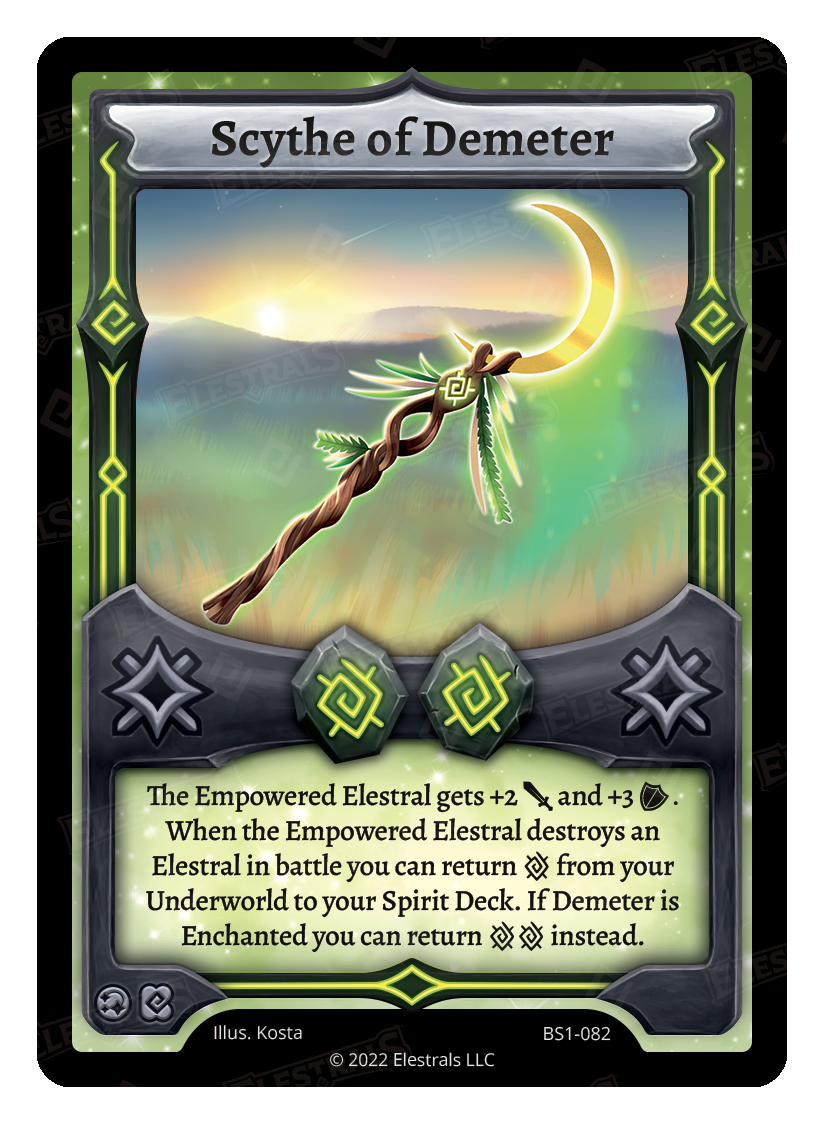 Scythe of Demeter
The Empowered Elestral gets +2 and +3 .
When the Empowered Elestral destroys an
Elestral in battle you can return from your
Underworld to your Spirit Deck. If Demeter is
Enchanted you can return instead.
Illus. Kosta
BS1-082
© 2022 Elestrals LLC